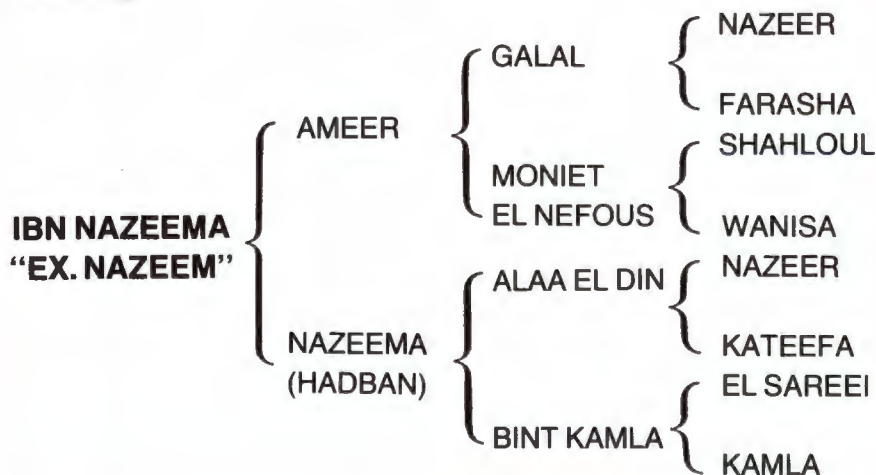 NAZEER
GALAL
FARASHA
AMEER
SHAHLOUL
MONIET
EL NEFOUS
WANISA
IBN NAZEEMA
"EX. NAZEEM"
NAZEER
ALAA EL DIN
KATEEFA
NAZEEMA
(HADBAN)
EL SAREEI
BINT KAMLA
KAMLA